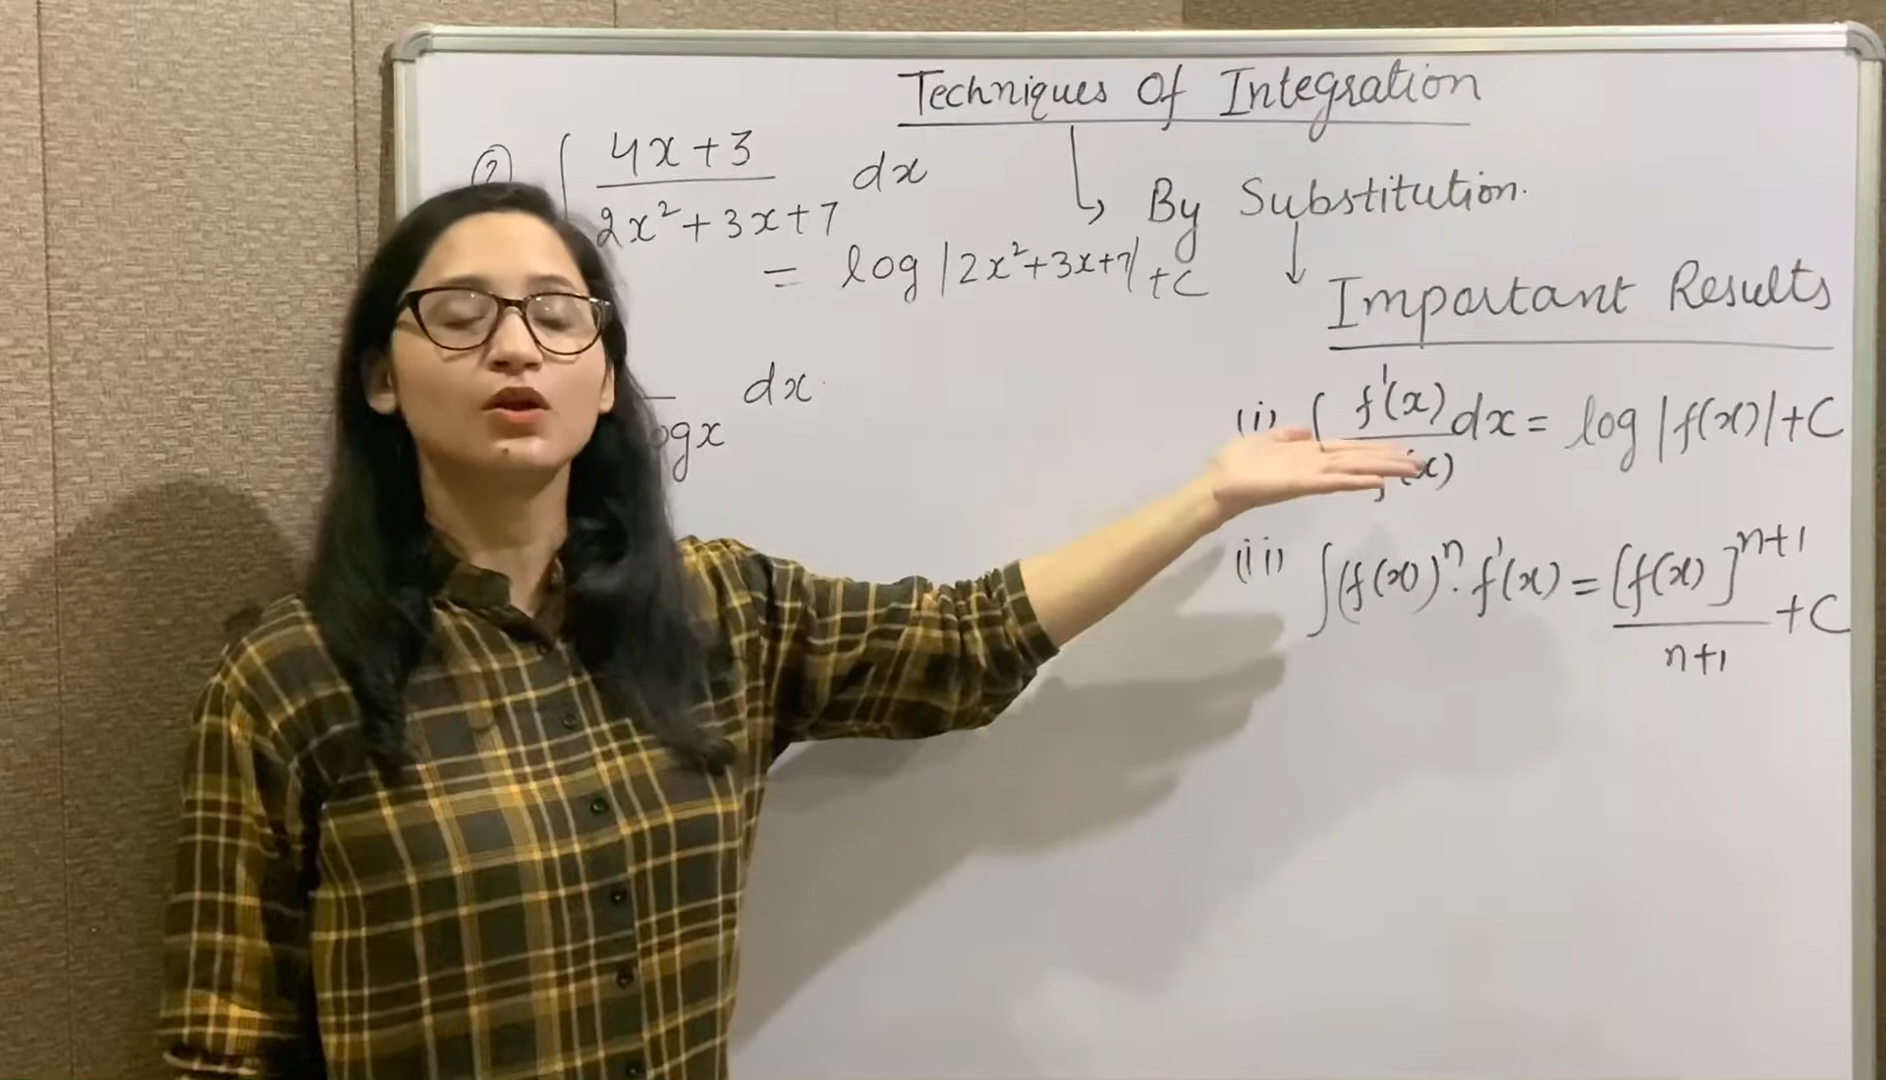 Techniques Of Integration
↳ By Substitution.
↓
Important Results
② ∫ 4x+3 / 2x²+3x+7 dx
= log |2x²+3x+7| +C
dx
ogx
(i) ∫ f'(x) / f(x) dx = log |f(x)| +C
(ii) ∫(f(x))ⁿ. f'(x) = [f(x)]ⁿ⁺¹ / n+1 +C